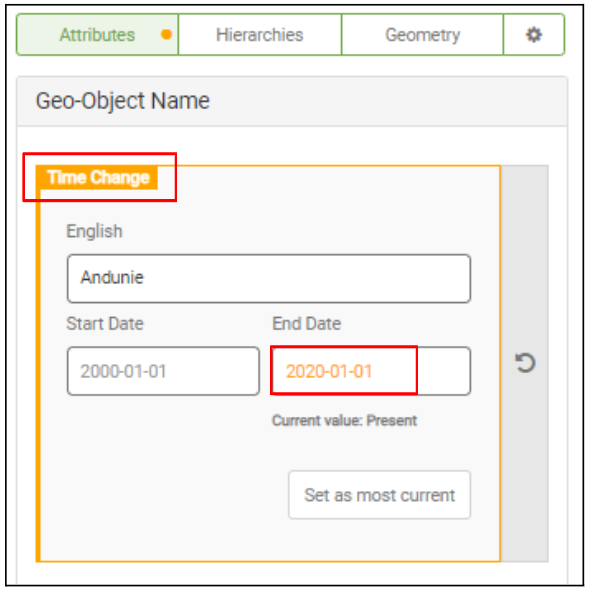 Attributes Hierarchies Geometry
Geo-Object Name
Time Change
English
Andunie
Start Date End Date
2000-01-01 2020-01-01
Current value: Present
Set as most current